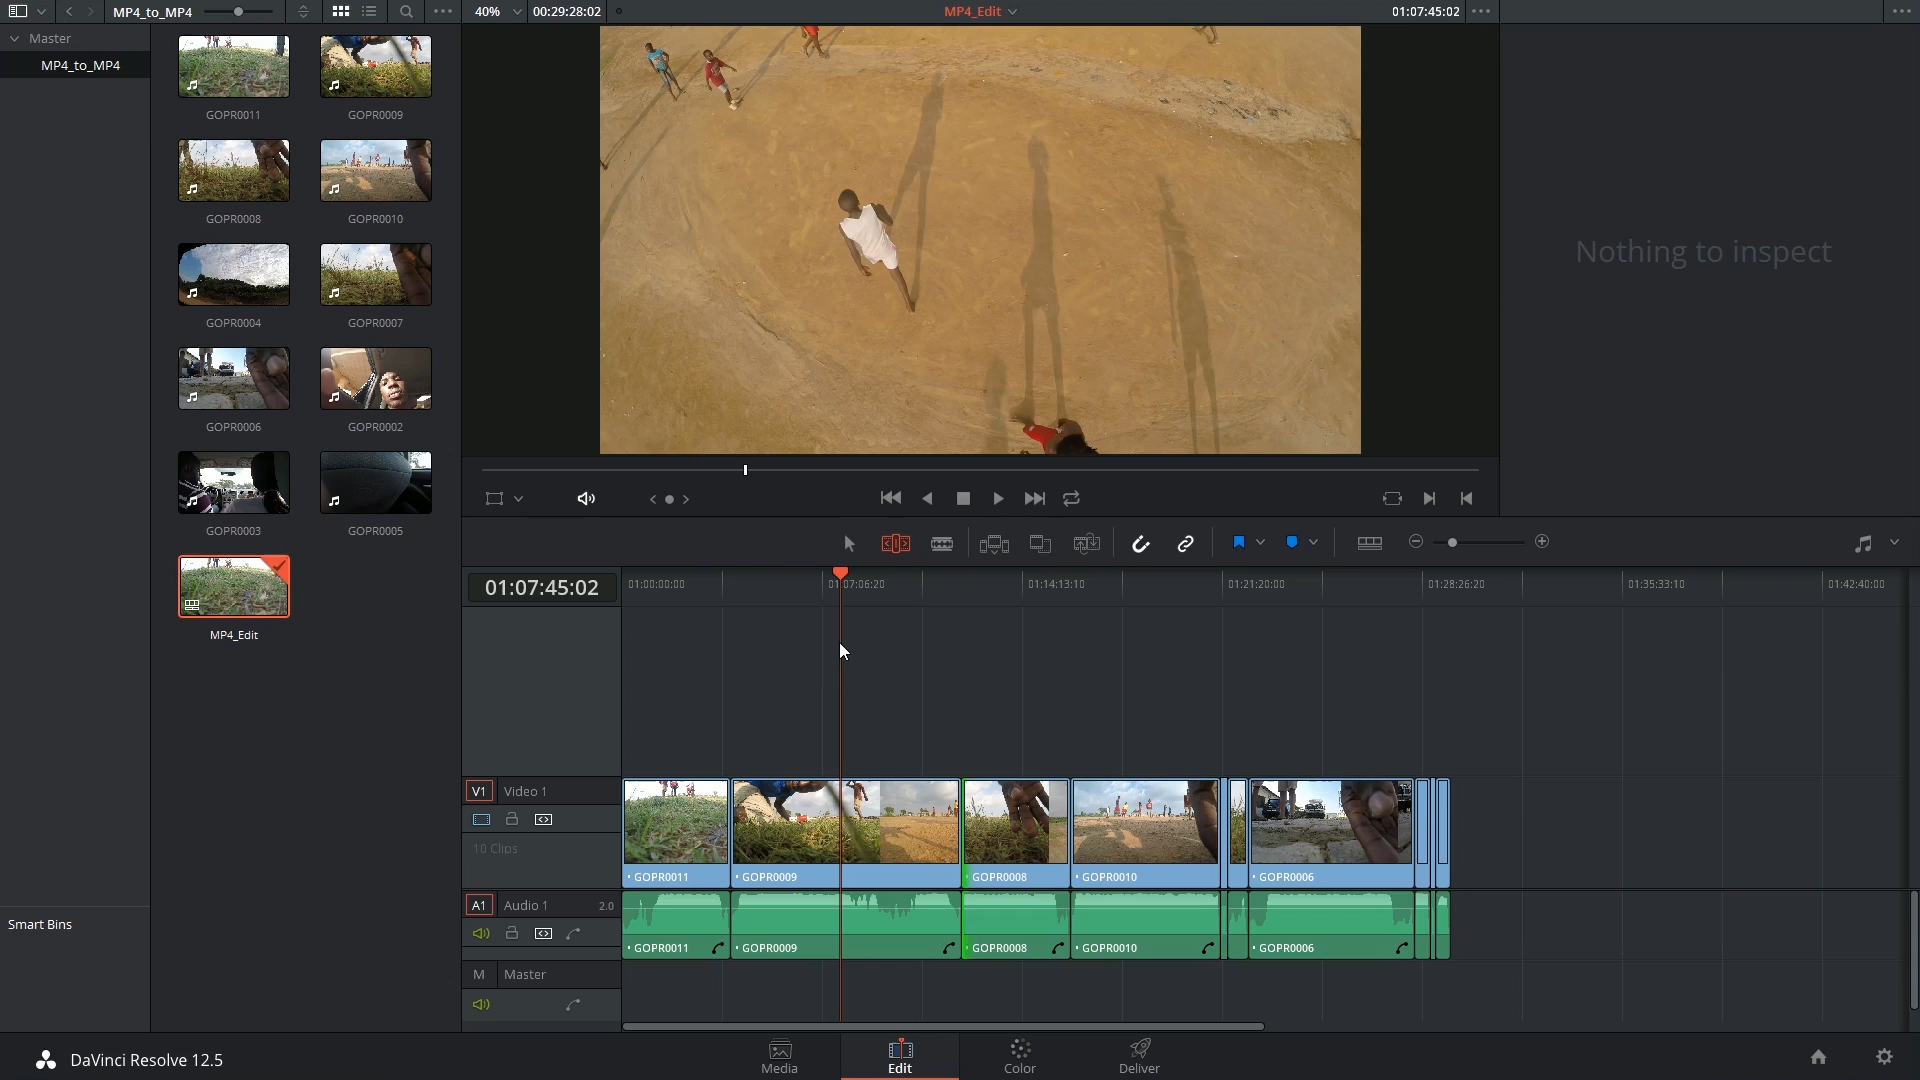 MP4_to_MP4
40%
00:29:28:02
MP4_Edit
01:07:45:02
Master
MP4_to_MP4
GOPR0011
GOPR0009
GOPR0008
GOPR0010
GOPR0004
GOPR0007
GOPR0006
GOPR0002
GOPR0003
GOPR0005
MP4_Edit
Smart Bins
Nothing to inspect
01:07:45:02
01:00:00:00
01:07:06:20
01:14:13:10
01:21:20:00
01:28:26:20
01:35:33:10
01:42:40:00
V1
Video 1
10 Clips
GOPR0011
GOPR0009
GOPR0008
GOPR0010
GOPR0006
A1
Audio 1
2.0
GOPR0011
GOPR0009
GOPR0008
GOPR0010
GOPR0006
M
Master
DaVinci Resolve 12.5
Media
Edit
Color
Deliver